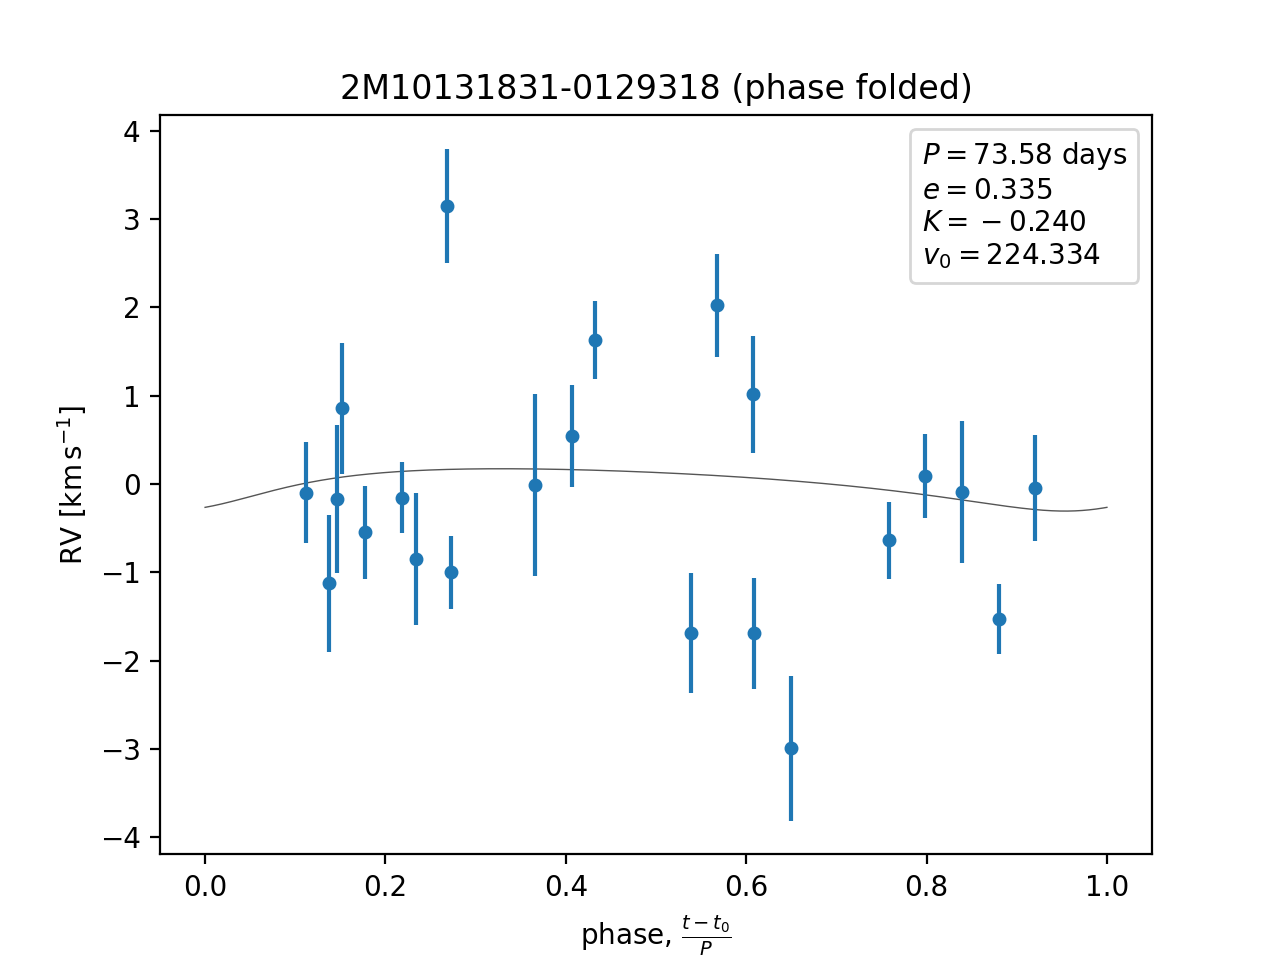 2M10131831-0129318 (phase folded)
P = 73.58 days
e = 0.335
K = −0.240
v₀ = 224.334
4
3
2
1
0
−1
−2
−3
−4
RV [km s⁻¹]
0.0 0.2 0.4 0.6 0.8 1.0
phase, (t − t₀)/P